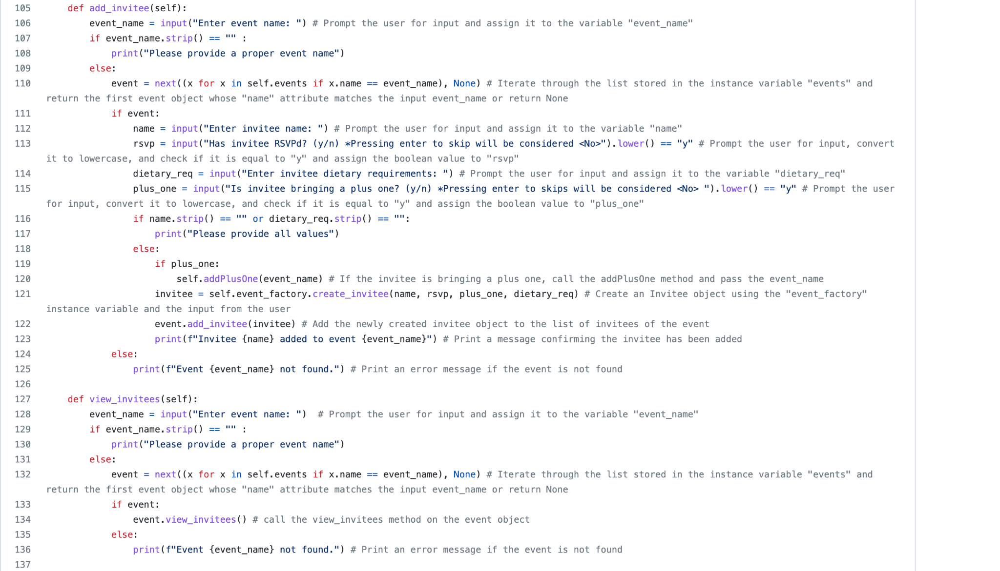 105    def add_invitee(self):
106        event_name = input("Enter event name: ") # Prompt the user for input and assign it to the variable "event_name"
107        if event_name.strip() == "" :
108            print("Please provide a proper event name")
109        else:
110            event = next((x for x in self.events if x.name == event_name), None) # Iterate through the list stored in the instance variable "events" and
return the first event object whose "name" attribute matches the input event_name or return None
111            if event:
112                name = input("Enter invitee name: ") # Prompt the user for input and assign it to the variable "name"
113                rsvp = input("Has invitee RSVPd? (y/n) *Pressing enter to skip will be considered <No>").lower() == "y" # Prompt the user for input, convert
it to lowercase, and check if it is equal to "y" and assign the boolean value to "rsvp"
114                dietary_req = input("Enter invitee dietary requirements: ") # Prompt the user for input and assign it to the variable "dietary_req"
115                plus_one = input("Is invitee bringing a plus one? (y/n) *Pressing enter to skips will be considered <No> ").lower() == "y" # Prompt the user
for input, convert it to lowercase, and check if it is equal to "y" and assign the boolean value to "plus_one"
116                if name.strip() == "" or dietary_req.strip() == "":
117                    print("Please provide all values")
118                else:
119                    if plus_one:
120                        self.addPlusOne(event_name) # If the invitee is bringing a plus one, call the addPlusOne method and pass the event_name
121                    invitee = self.event_factory.create_invitee(name, rsvp, plus_one, dietary_req) # Create an Invitee object using the "event_factory"
instance variable and the input from the user
122                    event.add_invitee(invitee) # Add the newly created invitee object to the list of invitees of the event
123                    print(f"Invitee {name} added to event {event_name}") # Print a message confirming the invitee has been added
124            else:
125                print(f"Event {event_name} not found.") # Print an error message if the event is not found
126
127    def view_invitees(self):
128        event_name = input("Enter event name: ")  # Prompt the user for input and assign it to the variable "event_name"
129        if event_name.strip() == "" :
130            print("Please provide a proper event name")
131        else:
132            event = next((x for x in self.events if x.name == event_name), None) # Iterate through the list stored in the instance variable "events" and
return the first event object whose "name" attribute matches the input event_name or return None
133            if event:
134                event.view_invitees() # call the view_invitees method on the event object
135            else:
136                print(f"Event {event_name} not found.") # Print an error message if the event is not found
137